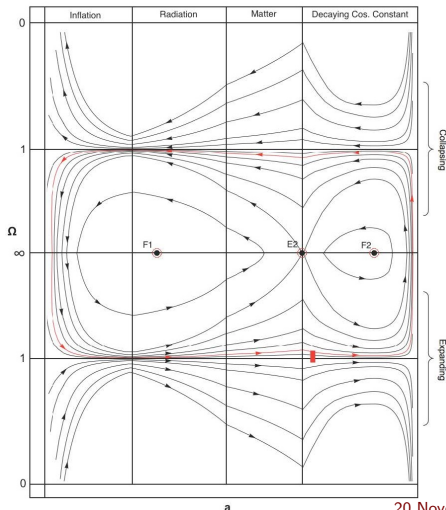 Inflation Radiation Matter Decaying Cos. Constant
0
1
Collapsing
Ω
F1 E2 F2
∞
Expanding
1
0
a
20 Nov